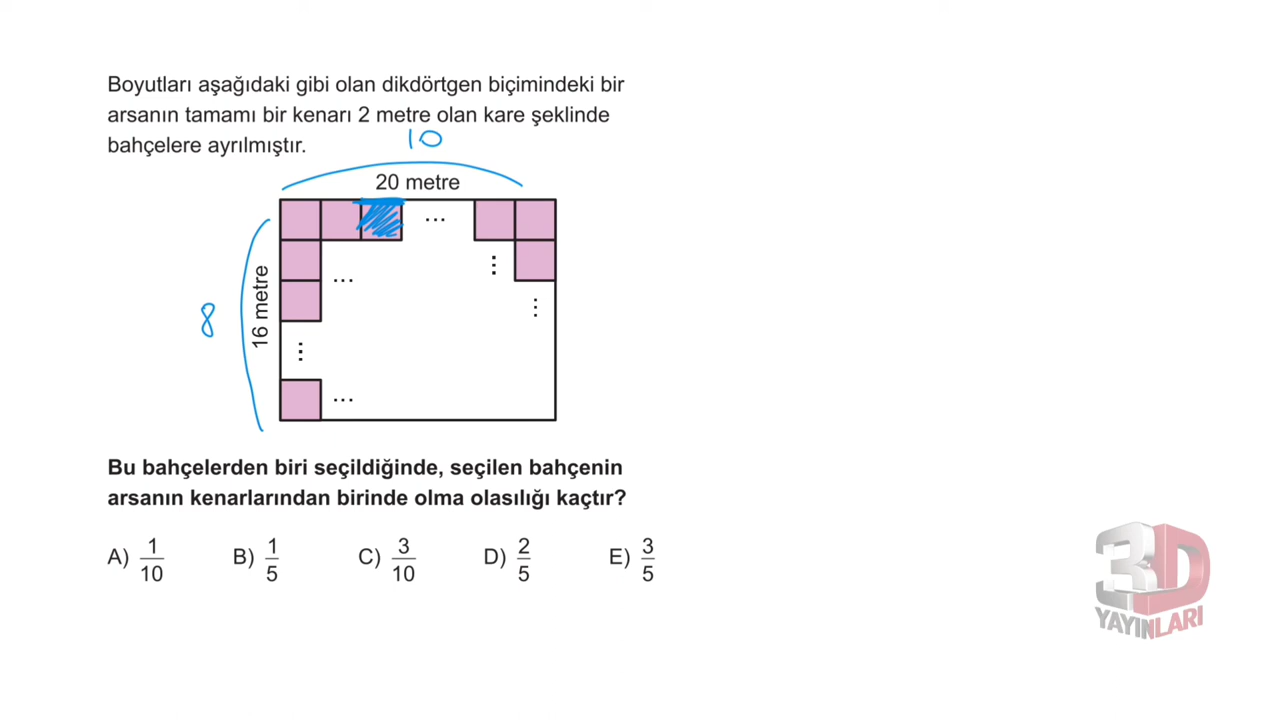 Boyutları aşağıdaki gibi olan dikdörtgen biçimindeki bir
arsanın tamamı bir kenarı 2 metre olan kare şeklinde
bahçelere ayrılmıştır.
10
20 metre
...
...
...
...
8
16 metre
...
...
Bu bahçelerden biri seçildiğinde, seçilen bahçenin
arsanın kenarlarından birinde olma olasılığı kaçtır?
A) 1/10 B) 1/5 C) 3/10 D) 2/5 E) 3/5
3D
YAYINLARI